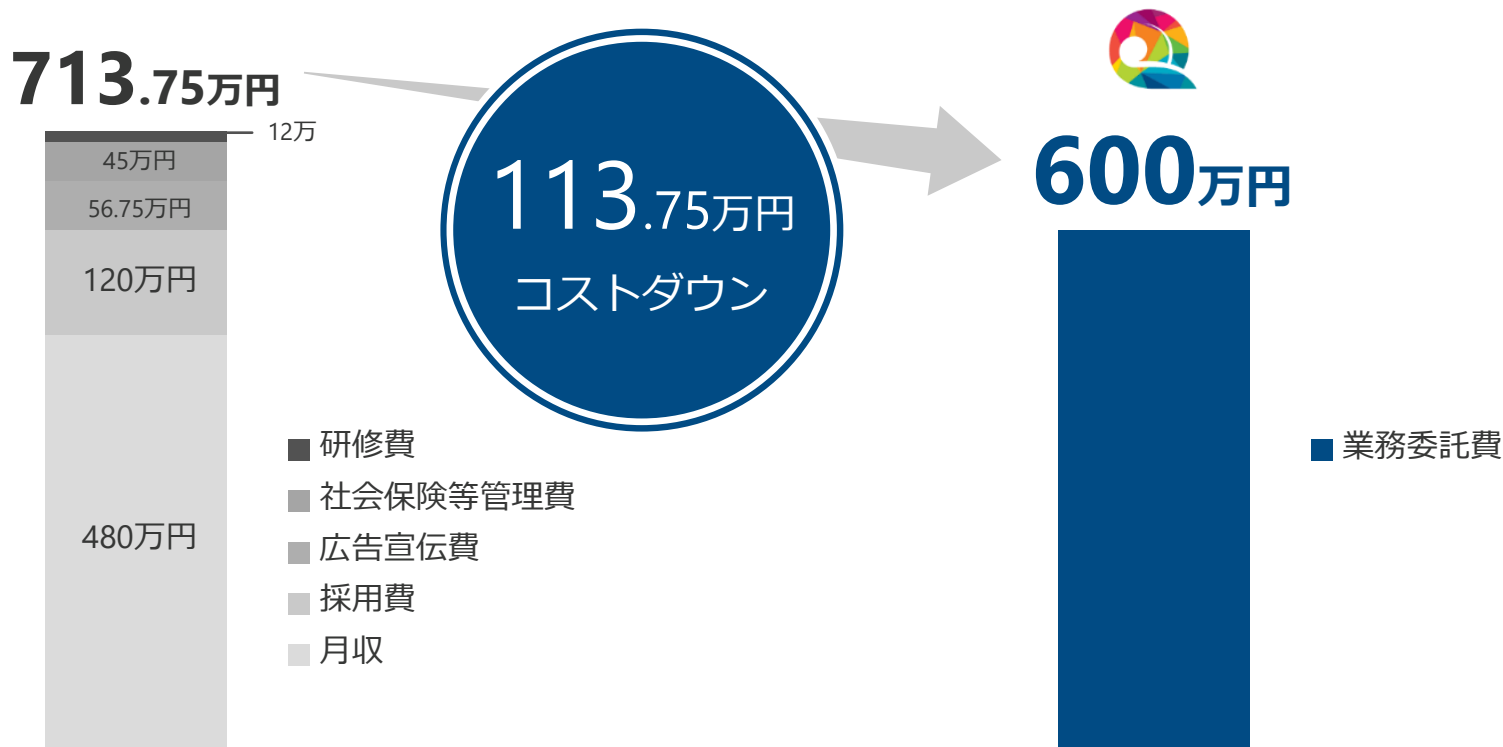 713.75万円
12万
45万円
56.75万円
120万円
480万円
113.75万円
コストダウン
600万円
研修費
社会保険等管理費
広告宣伝費
採用費
月収
業務委託費